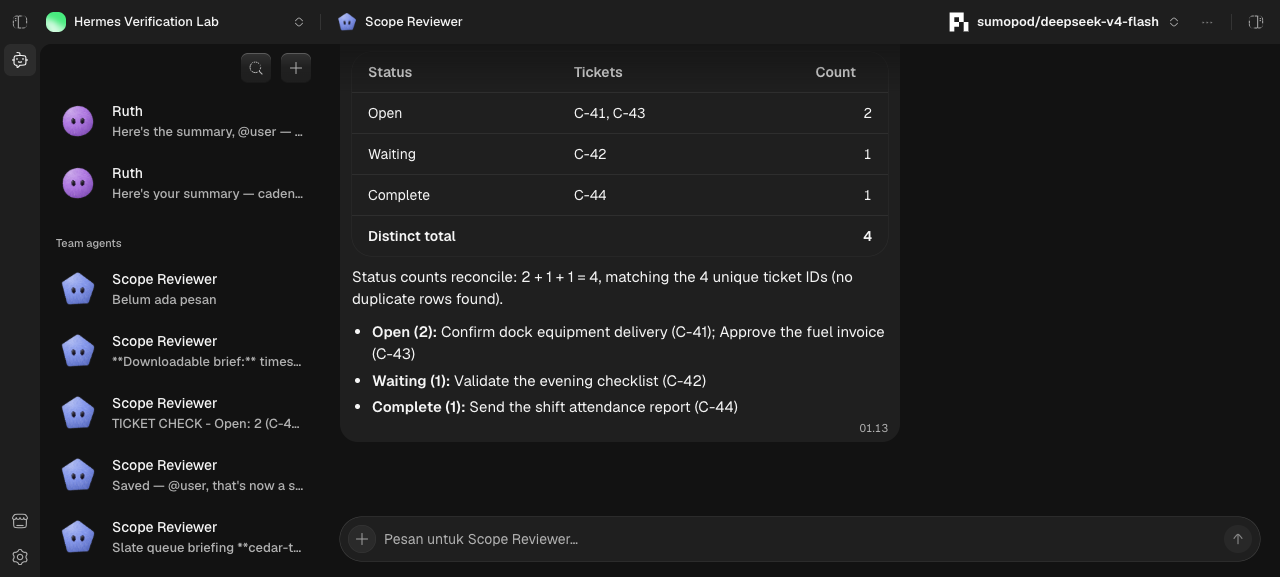 Hermes Verification Lab
Scope Reviewer
sumopod/deepseek-v4-flash
Ruth
Here's the summary, @user — …
Ruth
Here's your summary — caden…
Team agents
Scope Reviewer
Belum ada pesan
Scope Reviewer
**Downloadable brief:** times…
Scope Reviewer
TICKET CHECK - Open: 2 (C-4…
Scope Reviewer
Saved — @user, that's now a s…
Scope Reviewer
Slate queue briefing **cedar-t…
Status Tickets Count
Open C-41, C-43 2
Waiting C-42 1
Complete C-44 1
Distinct total 4
Status counts reconcile: 2 + 1 + 1 = 4, matching the 4 unique ticket IDs (no
duplicate rows found).
• Open (2): Confirm dock equipment delivery (C-41); Approve the fuel invoice
(C-43)
• Waiting (1): Validate the evening checklist (C-42)
• Complete (1): Send the shift attendance report (C-44)
01.13
Pesan untuk Scope Reviewer…